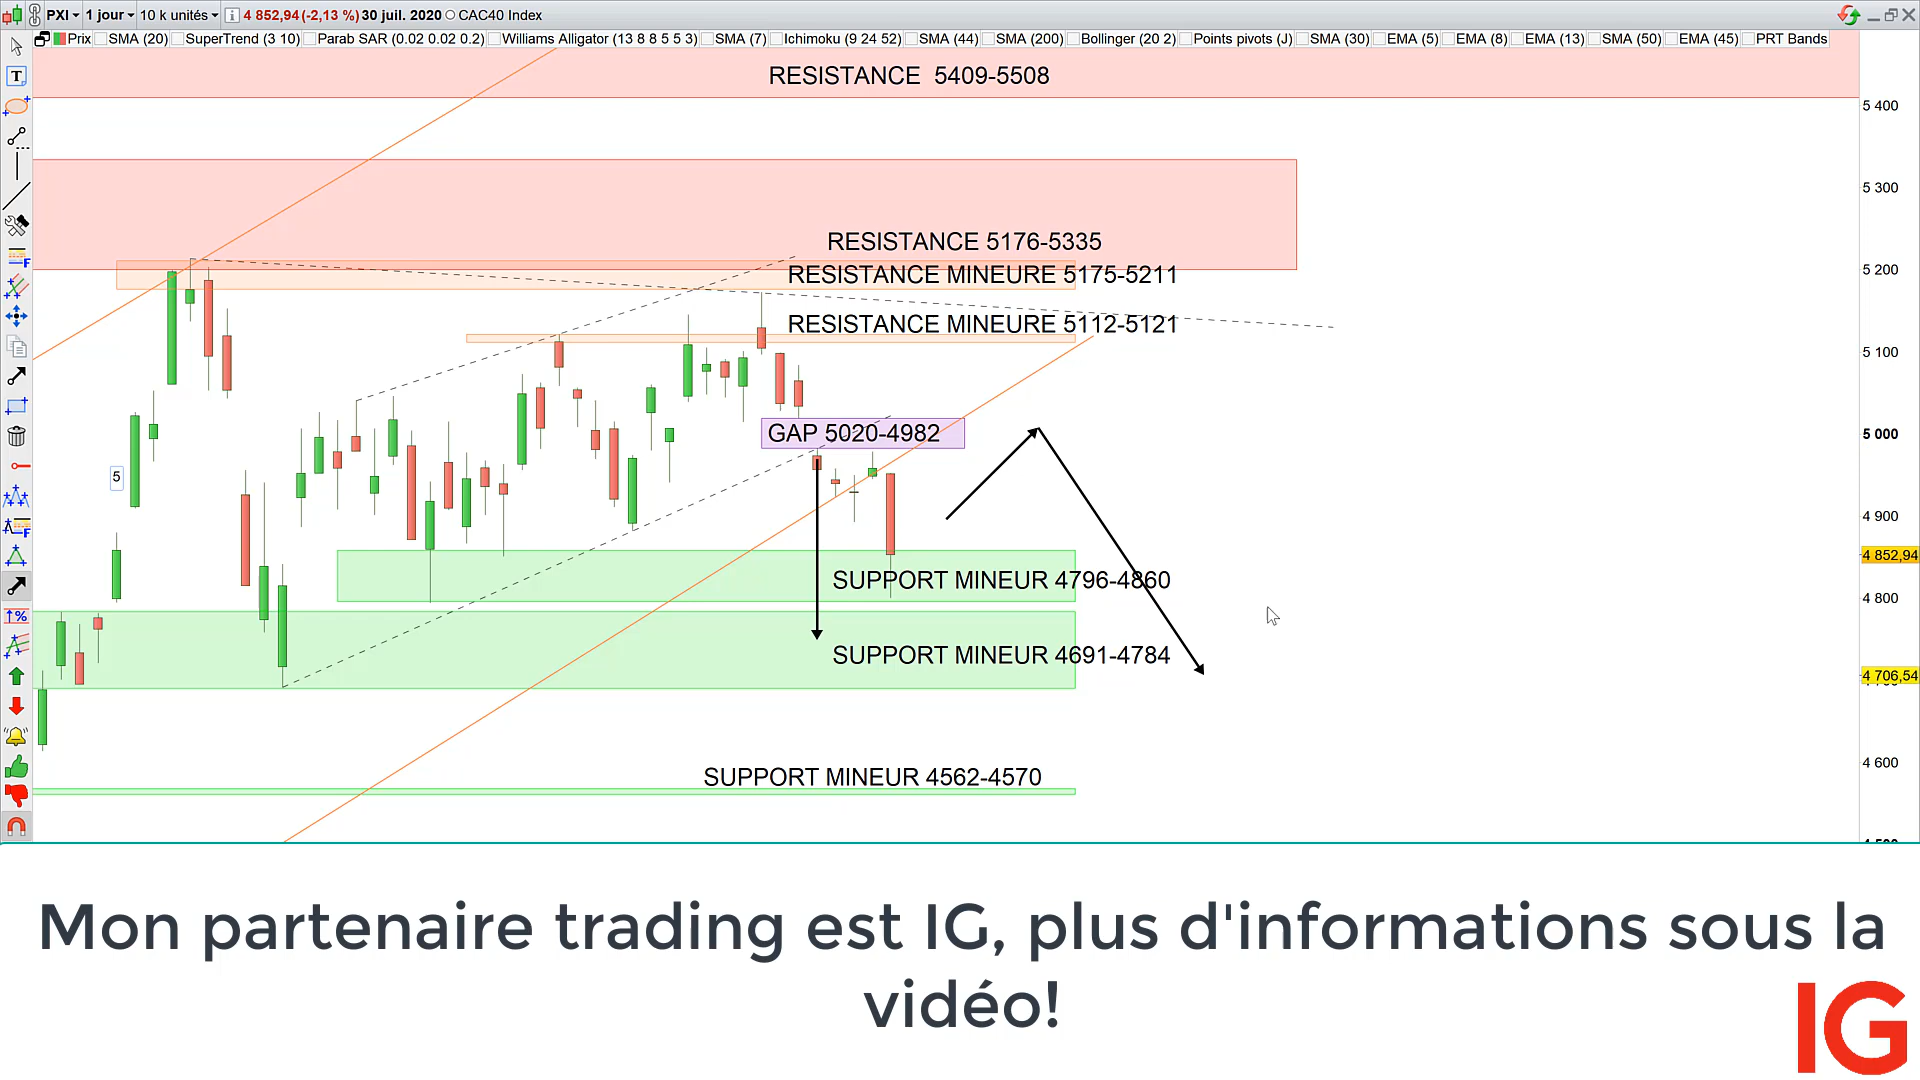 PXI 1 jour 10 k unités 4 852,94 (-2,13 %) 30 juil. 2020 CAC40 Index
Prix SMA (20) SuperTrend (3 10) Parab SAR (0.02 0.02 0.2) Williams Alligator (13 8 8 5 5 3) SMA (7) Ichimoku (9 24 52) SMA (44) SMA (200) Bollinger (20 2) Points pivots (J) SMA (30) EMA (5) EMA (8) EMA (13) SMA (50) EMA (45) PRT Bands
RESISTANCE 5409-5508
5 400
5 300
RESISTANCE 5176-5335
5 200
RESISTANCE MINEURE 5175-5211
RESISTANCE MINEURE 5112-5121
5 100
GAP 5020-4982
5 000
5
4 900
4 852,94
SUPPORT MINEUR 4796-4860
4 800
SUPPORT MINEUR 4691-4784
4 706,54
4 600
SUPPORT MINEUR 4562-4570
Mon partenaire trading est IG, plus d'informations sous la
vidéo!
IG